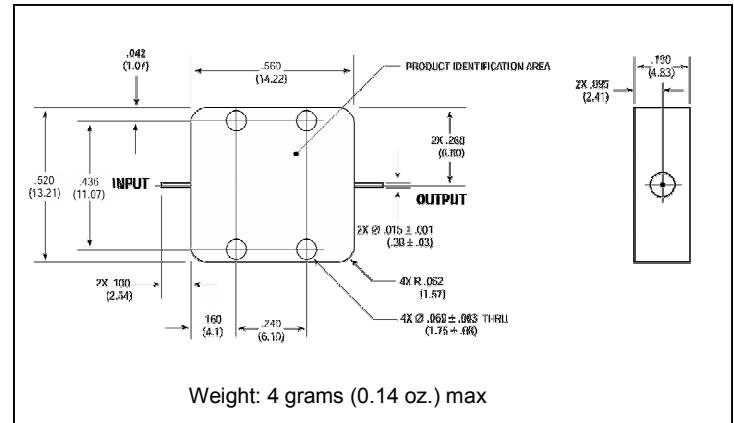 .042
(1.07)
.560
(14.22)
PRODUCT IDENTIFICATION AREA
.190
(4.83)
2X .095
(2.41)
.520
(13.21)
.436
(11.07)
INPUT
2X .268
(6.80)
OUTPUT
2X Ø .015 ± .001
(.38 ± .03)
2X .100
(2.54)
4X R .062
(1.57)
.160
(4.1)
.240
(6.10)
4X Ø .069 ± .003 THRU
(1.75 ± .08)
Weight: 4 grams (0.14 oz.) max